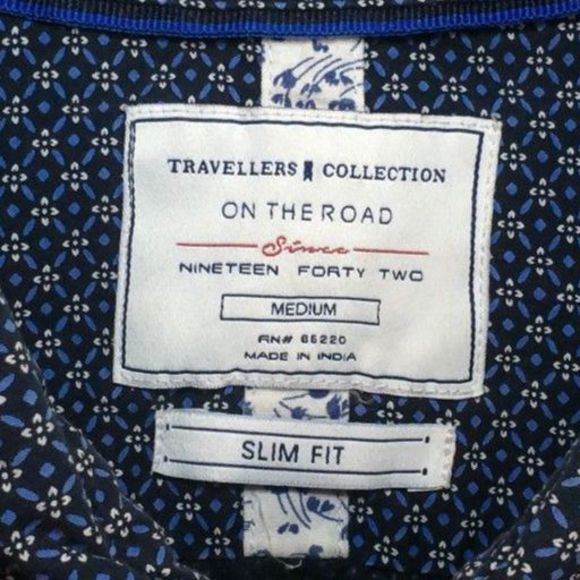 TRAVELLERS COLLECTION
ON THE ROAD
Since
NINETEEN FORTY TWO
MEDIUM
RN# 65220
MADE IN INDIA
SLIM FIT